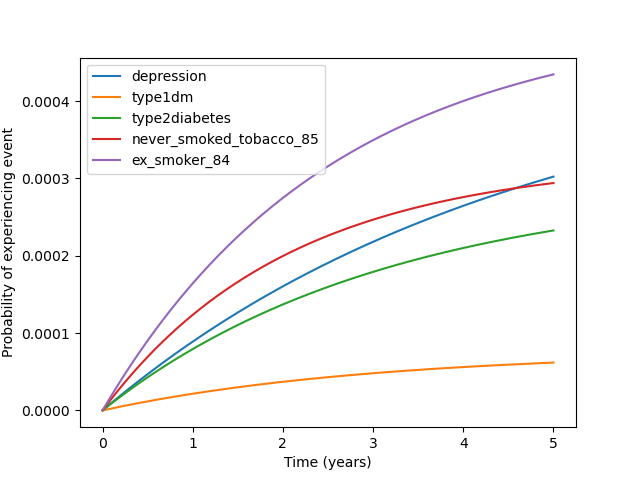 depression
type1dm
type2diabetes
never_smoked_tobacco_85
ex_smoker_84
Probability of experiencing event
0.0004
0.0003
0.0002
0.0001
0.0000
0 1 2 3 4 5
Time (years)